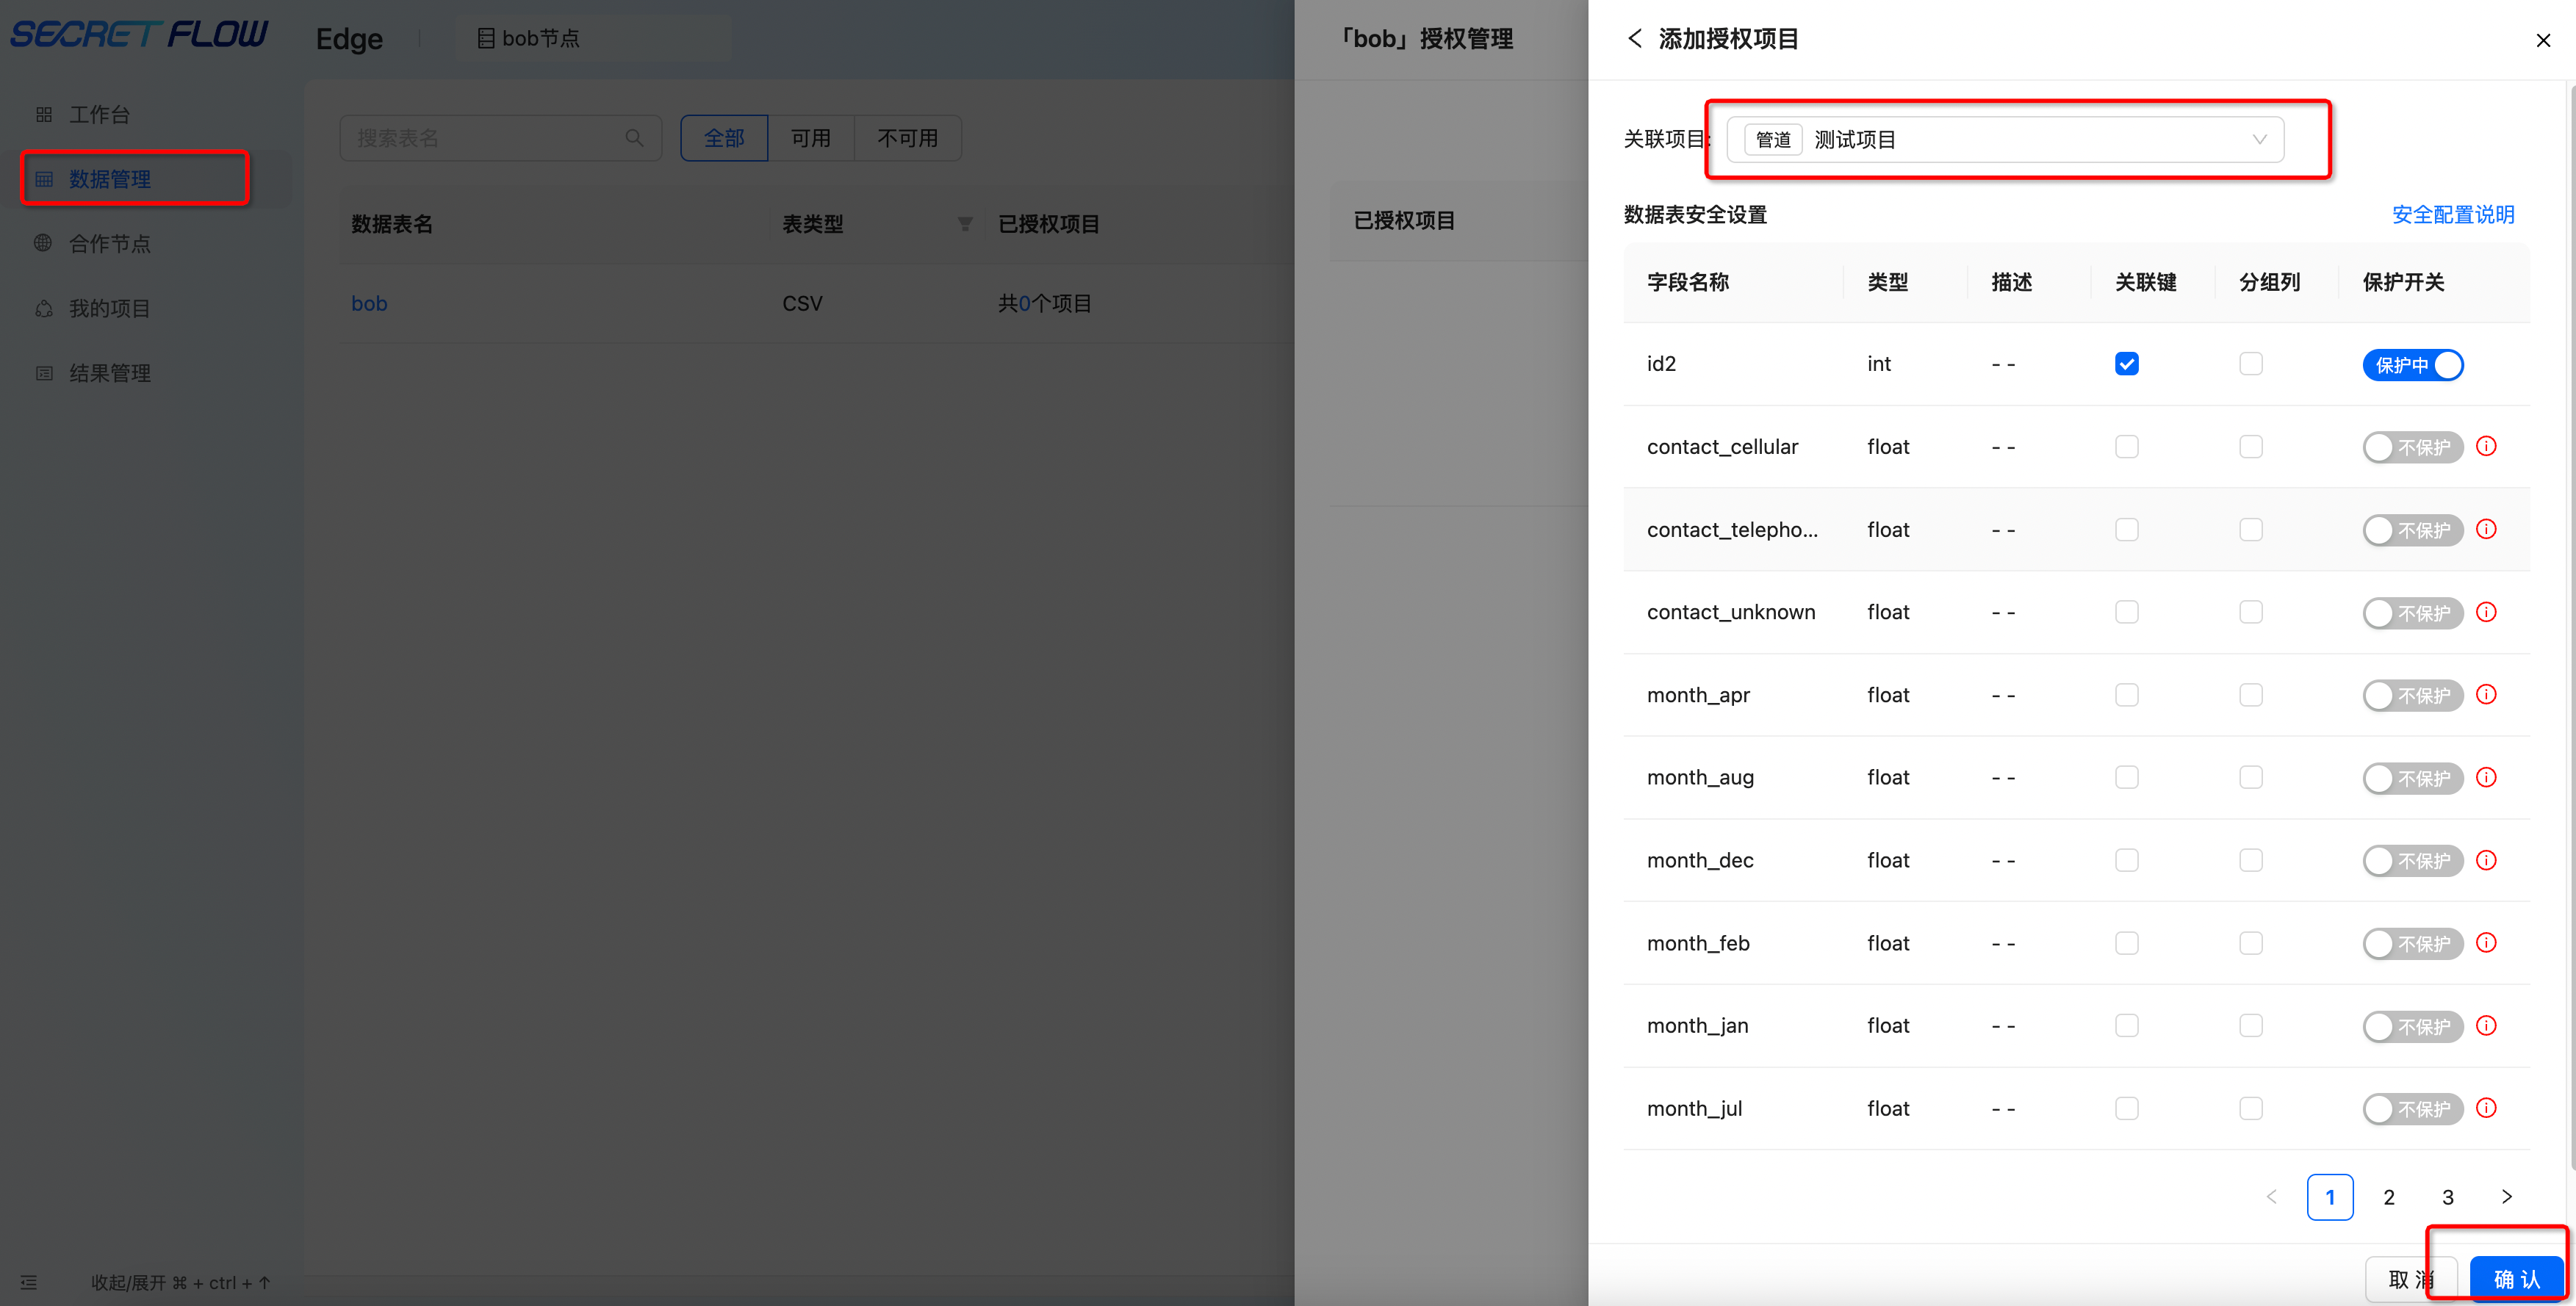 SECRET FLOW
Edge
bob节点
工作台
数据管理
合作节点
我的项目
结果管理
收起/展开 ⌘ + ctrl + ↑
搜索表名
全部 可用 不可用
数据表名 表类型 已授权项目
bob CSV 共0个项目
「bob」授权管理
已授权项目
添加授权项目
关联项目: 管道 测试项目
数据表安全设置 安全配置说明
字段名称 类型 描述 关联键 分组列 保护开关
id2 int - - 保护中
contact_cellular float - - 不保护
contact_telepho... float - - 不保护
contact_unknown float - - 不保护
month_apr float - - 不保护
month_aug float - - 不保护
month_dec float - - 不保护
month_feb float - - 不保护
month_jan float - - 不保护
month_jul float - - 不保护
1 2 3
取 消 确 认